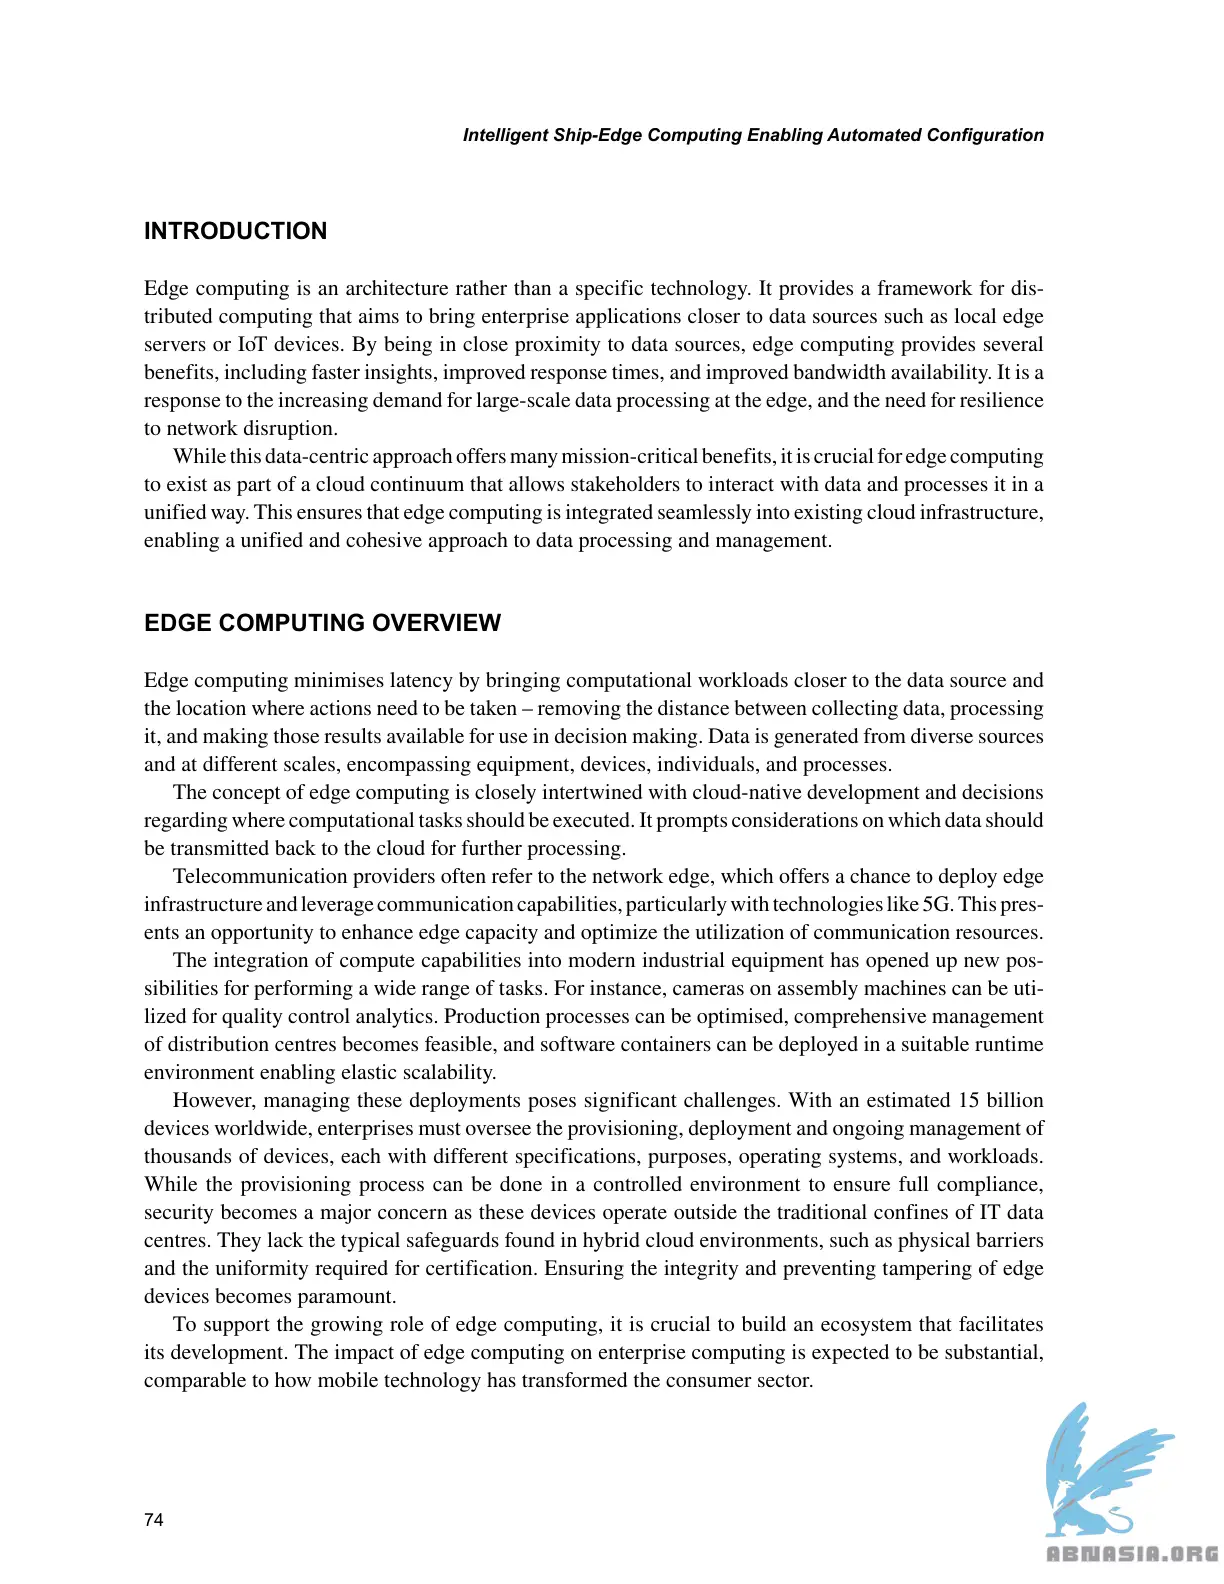 Intelligent Ship-Edge Computing Enabling Automated Configuration
INTRODUCTION
Edge computing is an architecture rather than a specific technology. It provides a framework for dis-
tributed computing that aims to bring enterprise applications closer to data sources such as local edge
servers or IoT devices. By being in close proximity to data sources, edge computing provides several
benefits, including faster insights, improved response times, and improved bandwidth availability. It is a
response to the increasing demand for large-scale data processing at the edge, and the need for resilience
to network disruption.
While this data-centric approach offers many mission-critical benefits, it is crucial for edge computing
to exist as part of a cloud continuum that allows stakeholders to interact with data and processes it in a
unified way. This ensures that edge computing is integrated seamlessly into existing cloud infrastructure,
enabling a unified and cohesive approach to data processing and management.
EDGE COMPUTING OVERVIEW
Edge computing minimises latency by bringing computational workloads closer to the data source and
the location where actions need to be taken – removing the distance between collecting data, processing
it, and making those results available for use in decision making. Data is generated from diverse sources
and at different scales, encompassing equipment, devices, individuals, and processes.
The concept of edge computing is closely intertwined with cloud-native development and decisions
regarding where computational tasks should be executed. It prompts considerations on which data should
be transmitted back to the cloud for further processing.
Telecommunication providers often refer to the network edge, which offers a chance to deploy edge
infrastructure and leverage communication capabilities, particularly with technologies like 5G. This pres-
ents an opportunity to enhance edge capacity and optimize the utilization of communication resources.
The integration of compute capabilities into modern industrial equipment has opened up new pos-
sibilities for performing a wide range of tasks. For instance, cameras on assembly machines can be uti-
lized for quality control analytics. Production processes can be optimised, comprehensive management
of distribution centres becomes feasible, and software containers can be deployed in a suitable runtime
environment enabling elastic scalability.
However, managing these deployments poses significant challenges. With an estimated 15 billion
devices worldwide, enterprises must oversee the provisioning, deployment and ongoing management of
thousands of devices, each with different specifications, purposes, operating systems, and workloads.
While the provisioning process can be done in a controlled environment to ensure full compliance,
security becomes a major concern as these devices operate outside the traditional confines of IT data
centres. They lack the typical safeguards found in hybrid cloud environments, such as physical barriers
and the uniformity required for certification. Ensuring the integrity and preventing tampering of edge
devices becomes paramount.
To support the growing role of edge computing, it is crucial to build an ecosystem that facilitates
its development. The impact of edge computing on enterprise computing is expected to be substantial,
comparable to how mobile technology has transformed the consumer sector.
74
ABNASIA.ORG